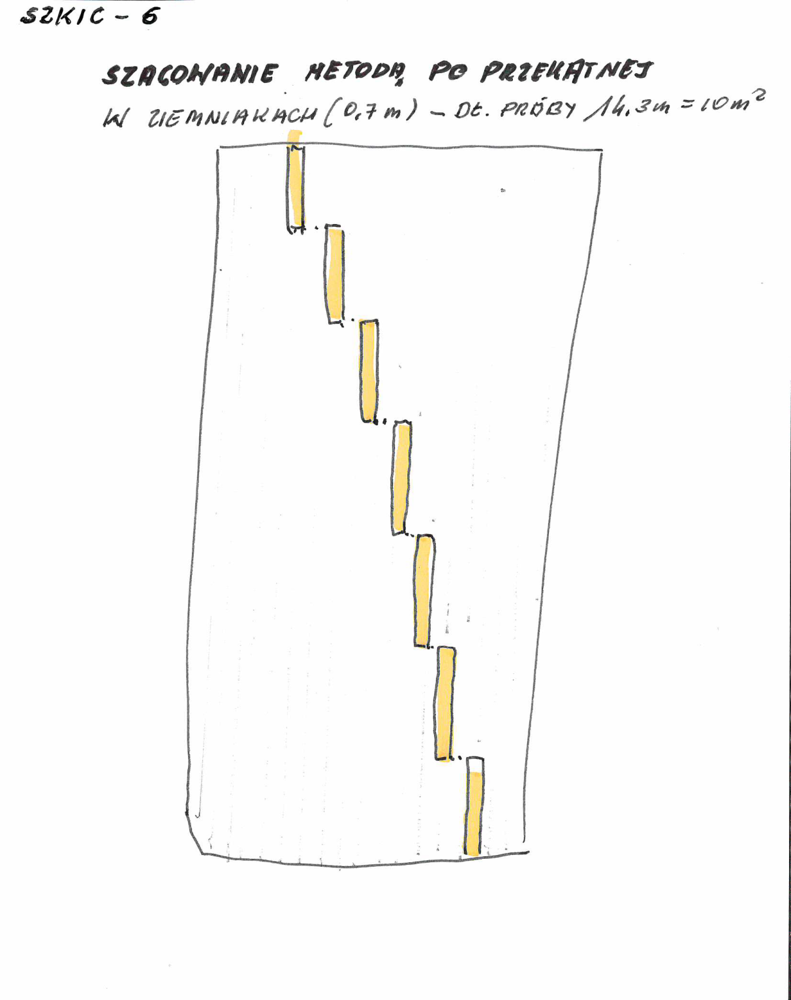 SZKIC - 6
SZACOWANIE METODĄ PO PRZEKĄTNEJ
W ZIEMNIAKACH (0,7 m) - DŁ. PRÓBY 14,3m = 10m²